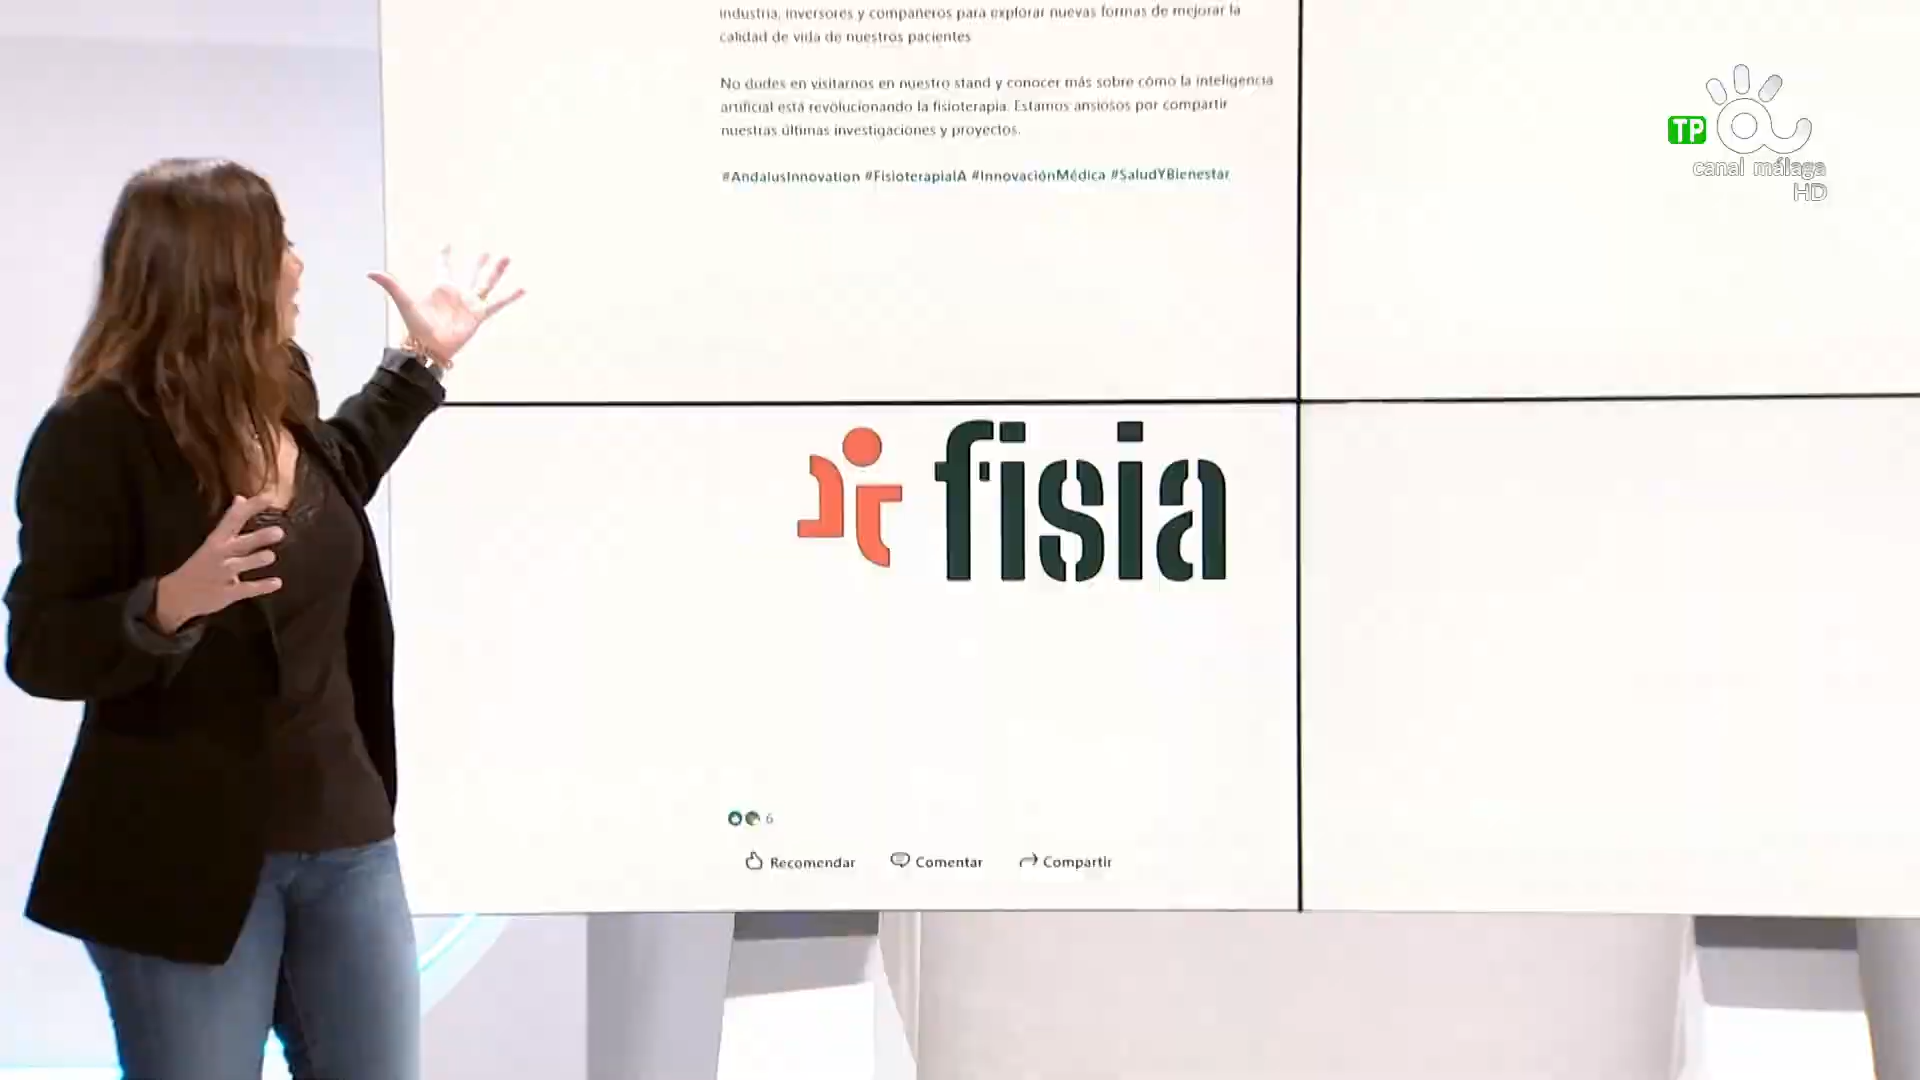 industria, inversores y compañeros para explorar nuevas formas de mejorar la
calidad de vida de nuestros pacientes
No dudes en visitarnos en nuestro stand y conocer más sobre cómo la inteligencia
artificial está revolucionando la fisioterapia. Estamos ansiosos por compartir
nuestras últimas investigaciones y proyectos.
#AndalusInnovation #FisioterapiaIA #InnovaciónMédica #SaludYBienestar
TP
canal málaga
HD
fisia
6
Recomendar Comentar Compartir